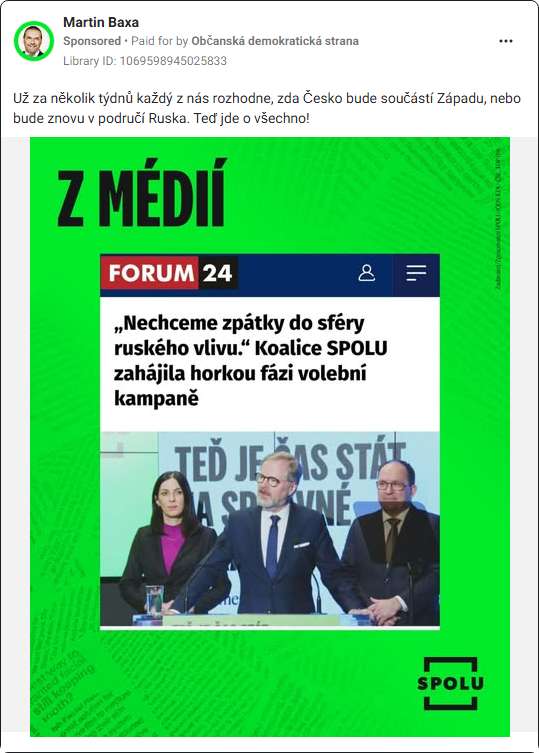 Martin Baxa
Sponsored • Paid for by Občanská demokratická strana
Library ID: 1069598945025833
Už za několik týdnů každý z nás rozhodne, zda Česko bude součástí Západu, nebo
bude znovu v područí Ruska. Teď jde o všechno!
Z MÉDIÍ
FORUM 24
„Nechceme zpátky do sféry
ruského vlivu.“ Koalice SPOLU
zahájila horkou fázi volební
kampaně
TEĎ JE ČAS STÁT
NA SPRÁVNÉ
SPOLU